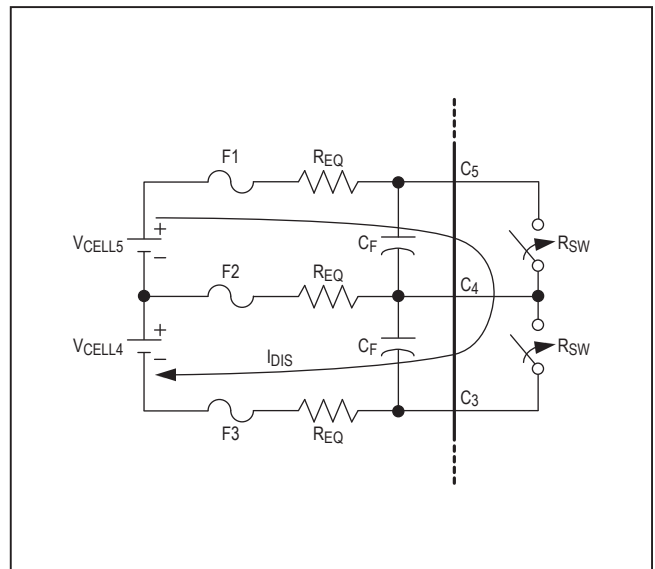 F1 REQ C5
VCELL5 + − CF RSW
F2 REQ C4
VCELL4 + − IDIS CF RSW
F3 REQ C3